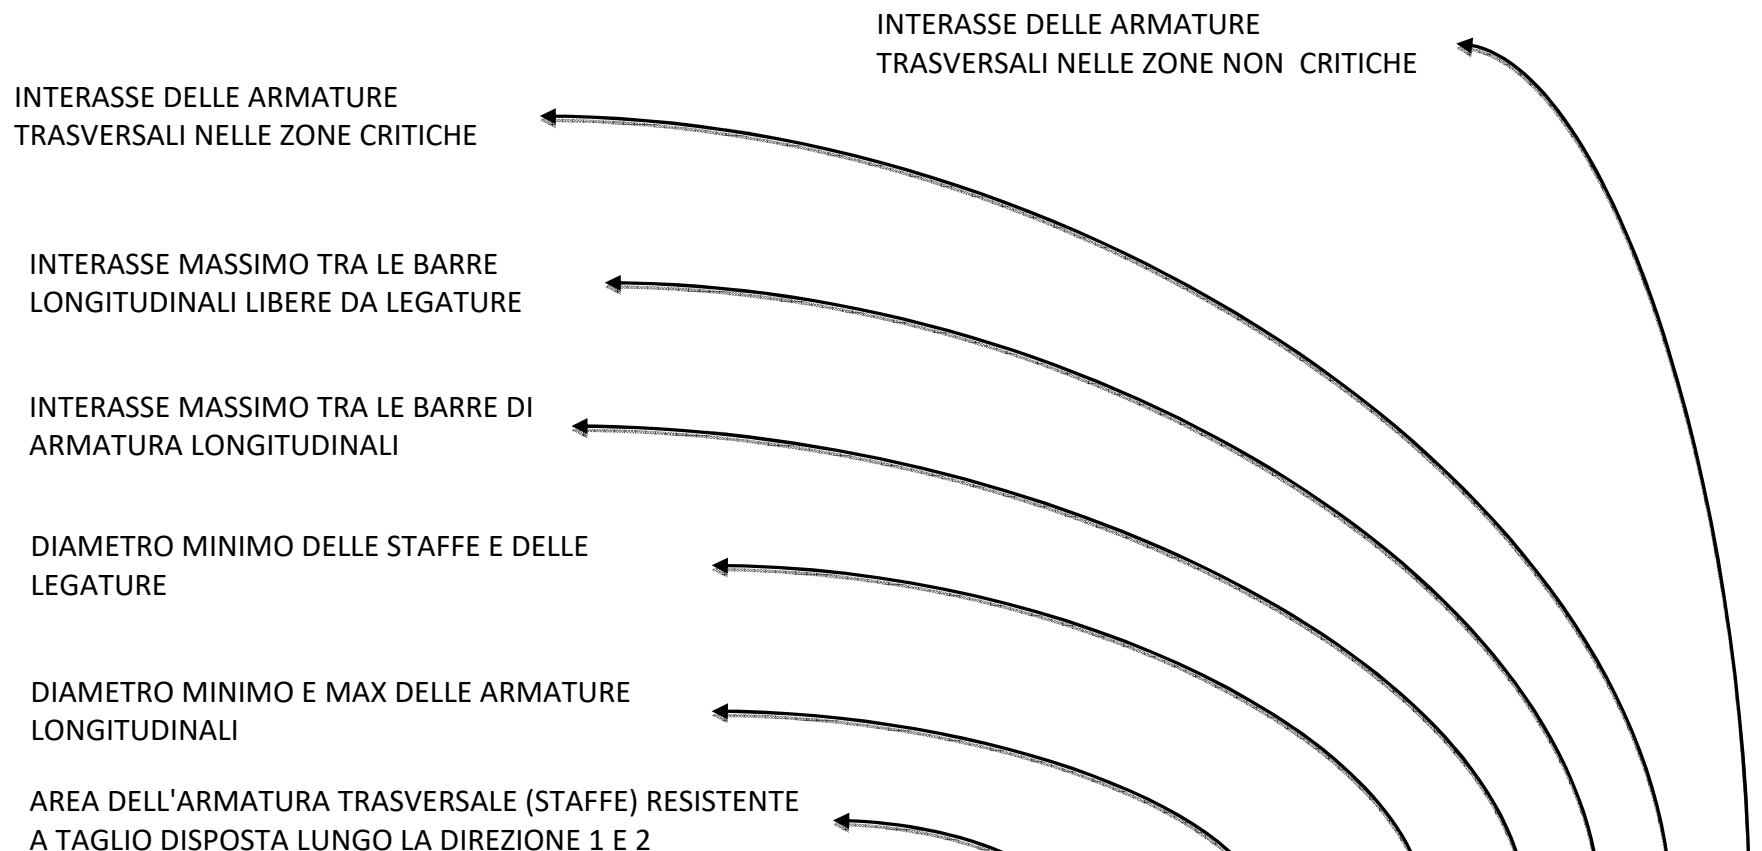 INTERASSE DELLE ARMATURE
TRASVERSALI NELLE ZONE NON CRITICHE
INTERASSE DELLE ARMATURE
TRASVERSALI NELLE ZONE CRITICHE
INTERASSE MASSIMO TRA LE BARRE
LONGITUDINALI LIBERE DA LEGATURE
INTERASSE MASSIMO TRA LE BARRE DI
ARMATURA LONGITUDINALI
DIAMETRO MINIMO DELLE STAFFE E DELLE
LEGATURE
DIAMETRO MINIMO E MAX DELLE ARMATURE
LONGITUDINALI
AREA DELL'ARMATURA TRASVERSALE (STAFFE) RESISTENTE
A TAGLIO DISPOSTA LUNGO LA DIREZIONE 1 E 2